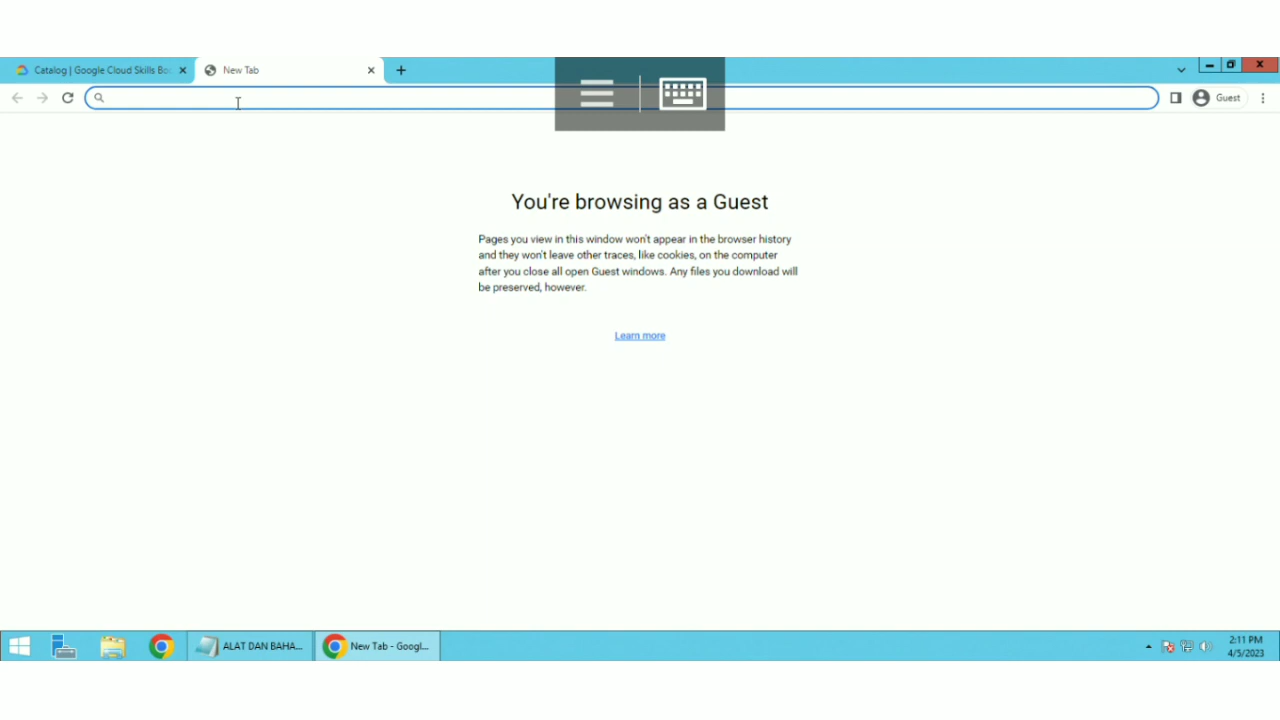 Catalog | Google Cloud Skills Bo
New Tab
Guest
You're browsing as a Guest
Pages you view in this window won't appear in the browser history
and they won't leave other traces, like cookies, on the computer
after you close all open Guest windows. Any files you download will
be preserved, however.
Learn more
ALAT DAN BAHA...
New Tab - Googl...
2:11 PM
4/5/2023